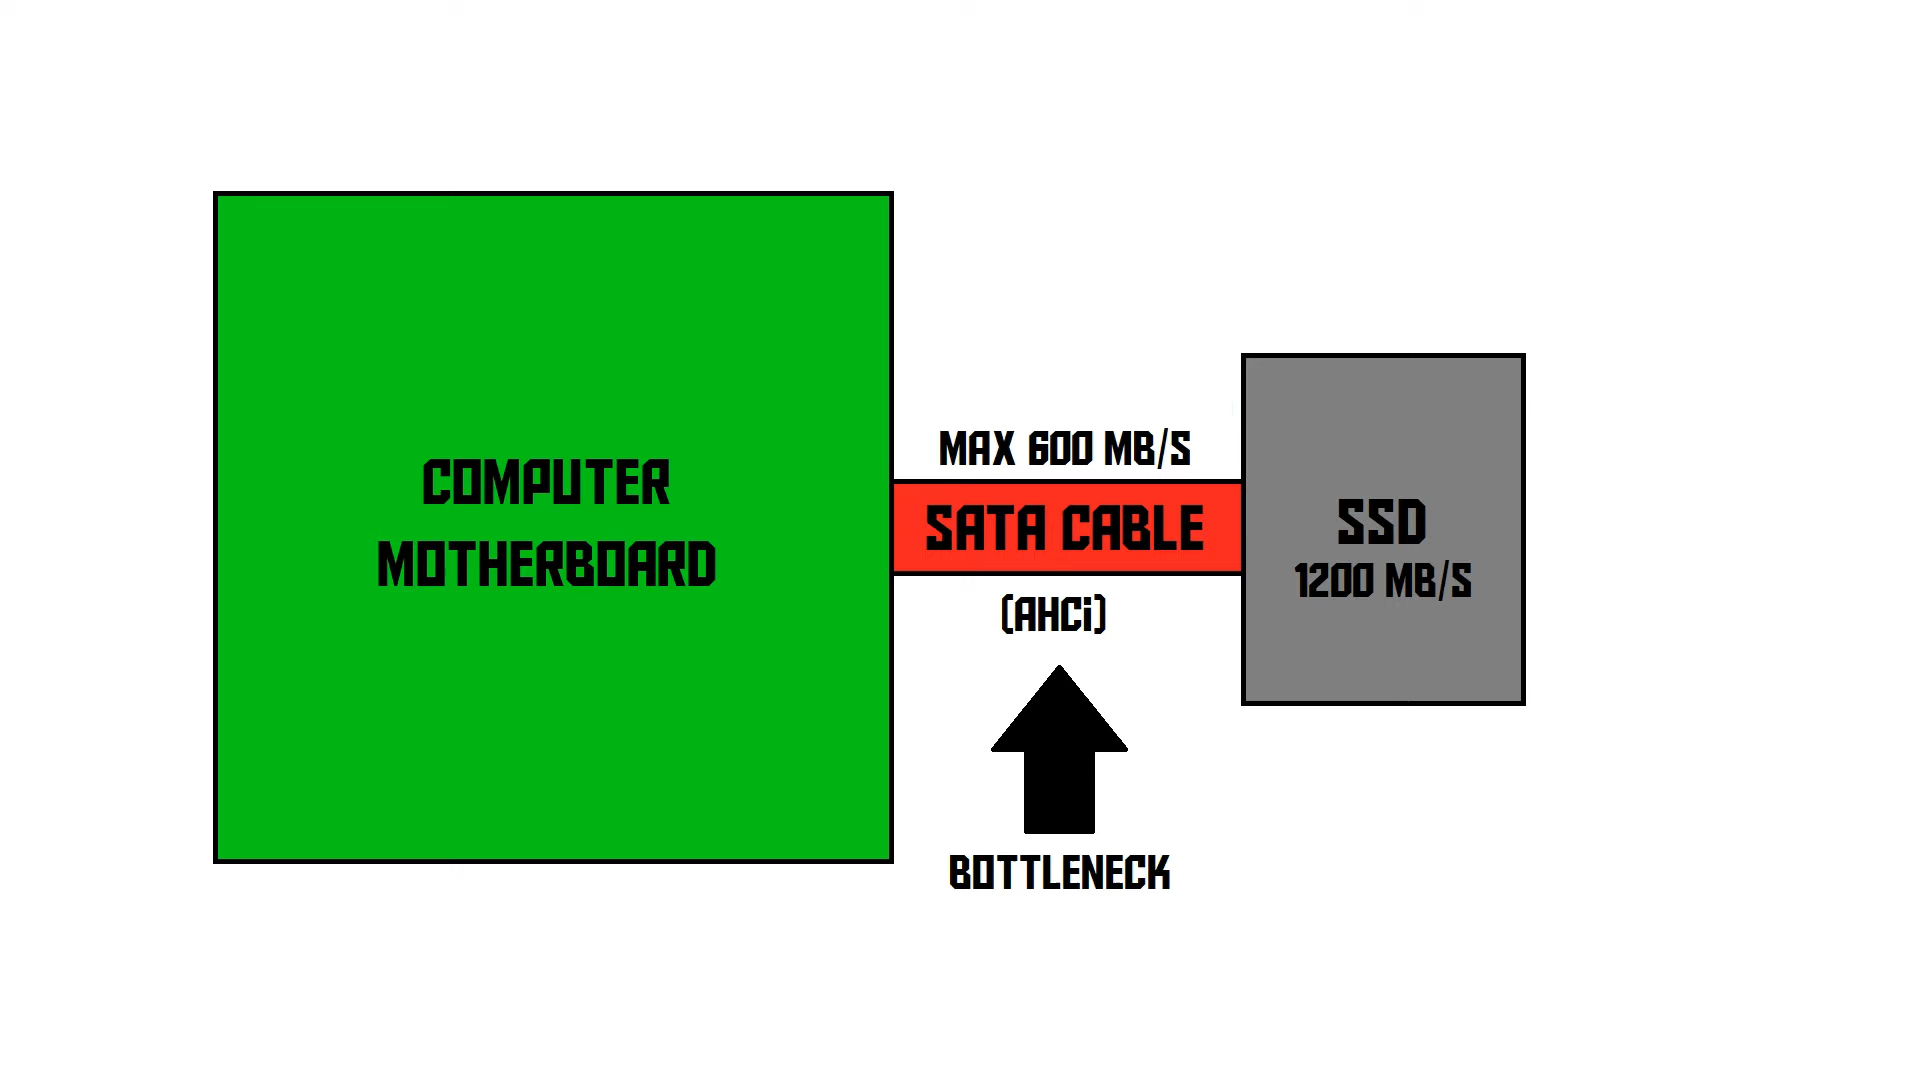 COMPUTER
MOTHERBOARD
MAX 600 MB/S
SATA CABLE
(AHCi)
BOTTLENECK
SSD
1200 MB/S